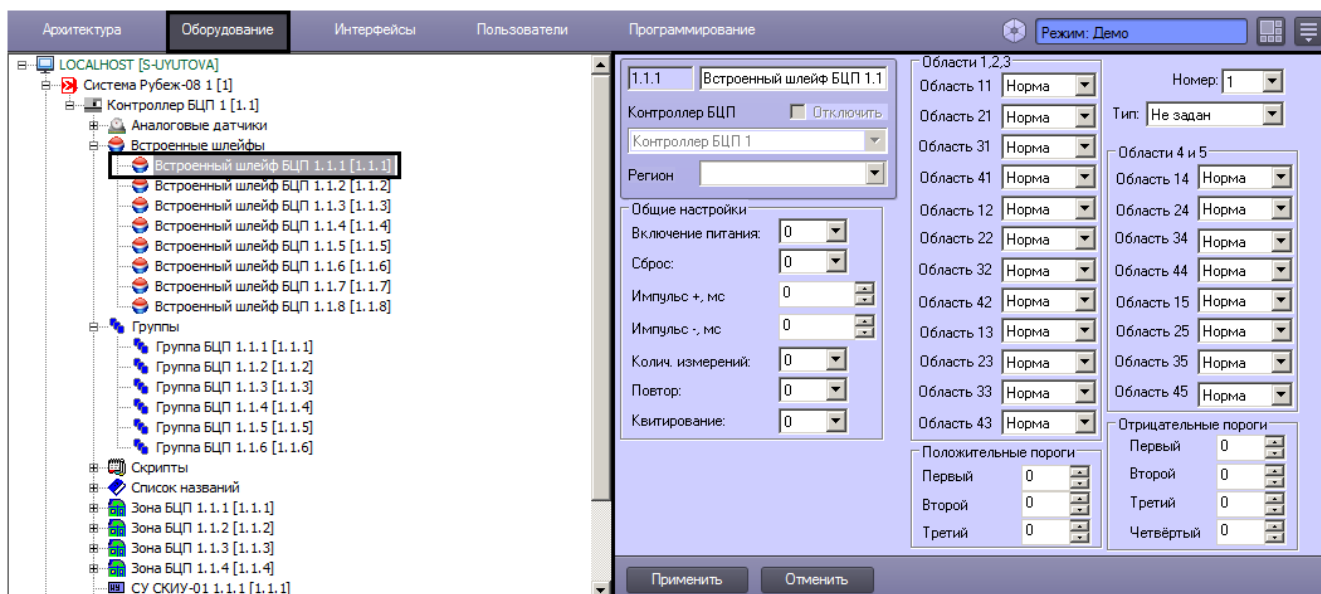 Архитектура Оборудование Интерфейсы Пользователи Программирование Режим: Демо
LOCALHOST [S-UYUTOVA]
Система Рубеж-08 1 [1]
Контроллер БЦП 1 [1.1]
Аналоговые датчики
Встроенные шлейфы
Встроенный шлейф БЦП 1.1.1 [1.1.1]
Встроенный шлейф БЦП 1.1.2 [1.1.2]
Встроенный шлейф БЦП 1.1.3 [1.1.3]
Встроенный шлейф БЦП 1.1.4 [1.1.4]
Встроенный шлейф БЦП 1.1.5 [1.1.5]
Встроенный шлейф БЦП 1.1.6 [1.1.6]
Встроенный шлейф БЦП 1.1.7 [1.1.7]
Встроенный шлейф БЦП 1.1.8 [1.1.8]
Группы
Группа БЦП 1.1.1 [1.1.1]
Группа БЦП 1.1.2 [1.1.2]
Группа БЦП 1.1.3 [1.1.3]
Группа БЦП 1.1.4 [1.1.4]
Группа БЦП 1.1.5 [1.1.5]
Группа БЦП 1.1.6 [1.1.6]
Скрипты
Список названий
Зона БЦП 1.1.1 [1.1.1]
Зона БЦП 1.1.2 [1.1.2]
Зона БЦП 1.1.3 [1.1.3]
Зона БЦП 1.1.4 [1.1.4]
СУ СКИУ-01 1.1.1 [1.1.1]
1.1.1 Встроенный шлейф БЦП 1.1
Контроллер БЦП Отключить
Контроллер БЦП 1
Регион
Общие настройки
Включение питания: 0
Сброс: 0
Импульс +, мс 0
Импульс -, мс 0
Колич. измерений: 0
Повтор: 0
Квитирование: 0
Области 1,2,3
Область 11 Норма
Область 21 Норма
Область 31 Норма
Область 41 Норма
Область 12 Норма
Область 22 Норма
Область 32 Норма
Область 42 Норма
Область 13 Норма
Область 23 Норма
Область 33 Норма
Область 43 Норма
Положительные пороги
Первый 0
Второй 0
Третий 0
Номер: 1
Тип: Не задан
Области 4 и 5
Область 14 Норма
Область 24 Норма
Область 34 Норма
Область 44 Норма
Область 15 Норма
Область 25 Норма
Область 35 Норма
Область 45 Норма
Отрицательные пороги
Первый 0
Второй 0
Третий 0
Четвёртый 0
Применить Отменить